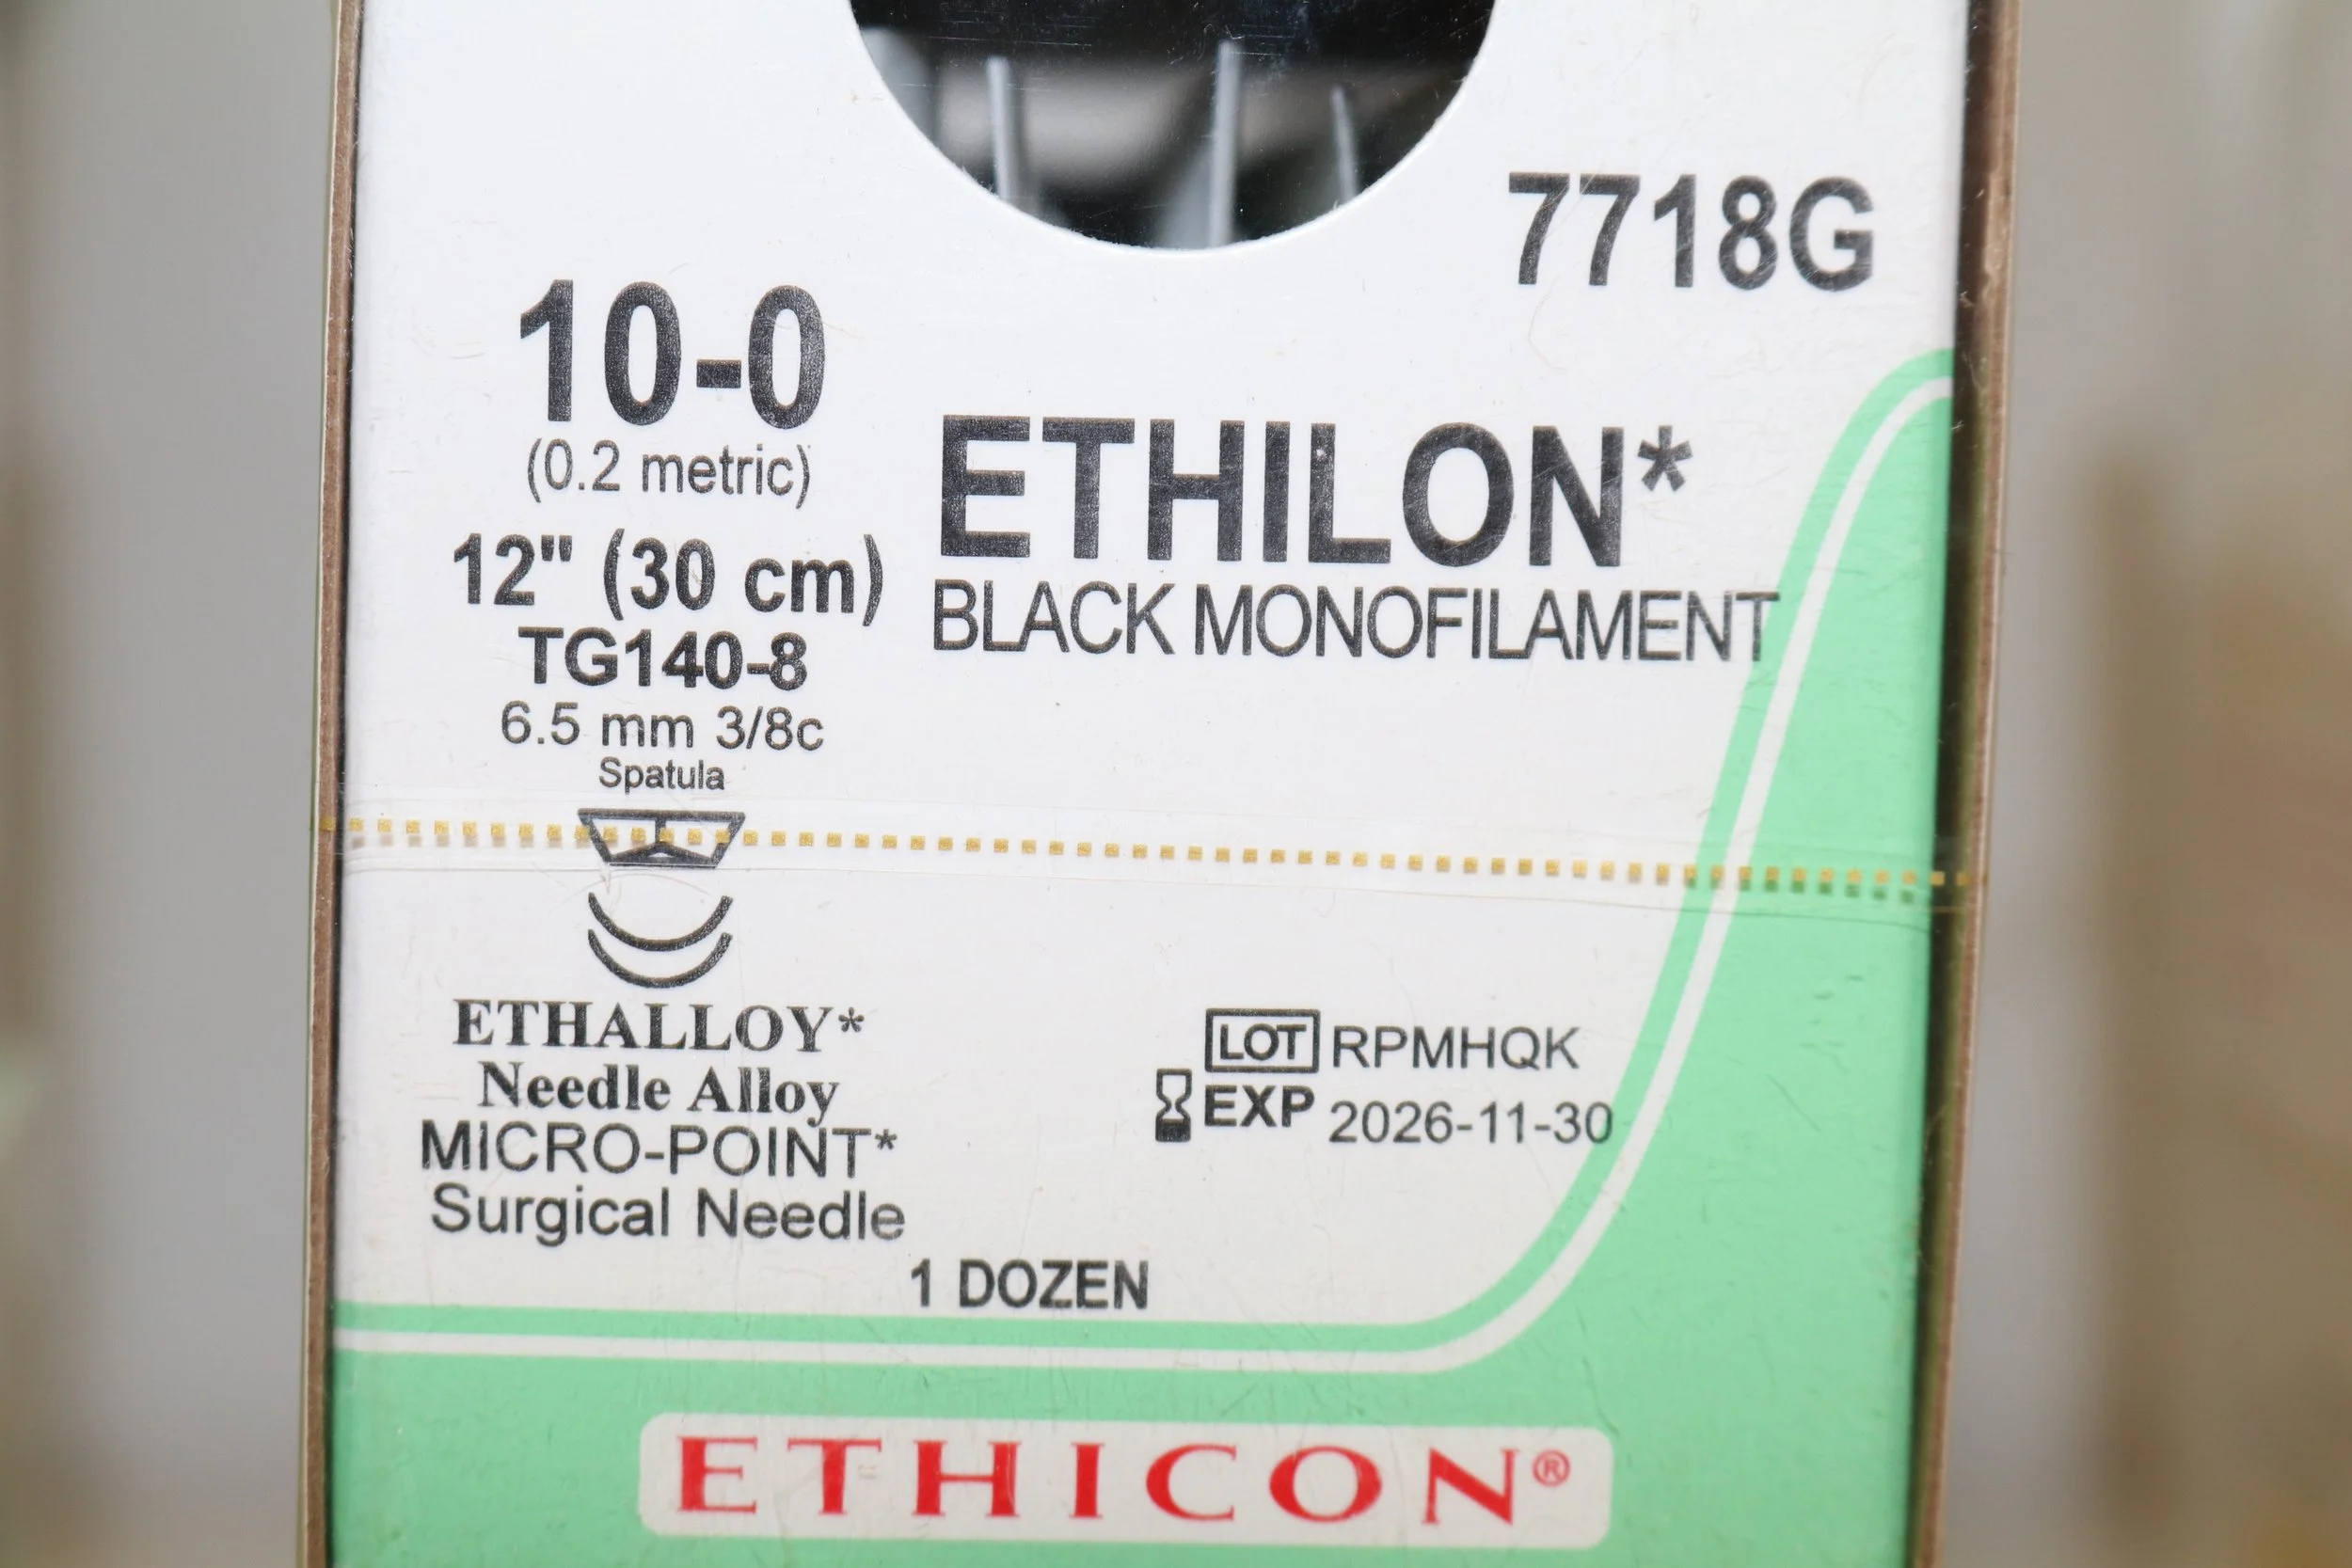 7718G
10-0
(0.2 metric)
12" (30 cm)
TG140-8
6.5 mm 3/8c
Spatula
ETHILON*
BLACK MONOFILAMENT
ETHALLOY*
Needle Alloy
MICRO-POINT*
Surgical Needle
LOT RPMHQK
EXP 2026-11-30
1 DOZEN
ETHICON®